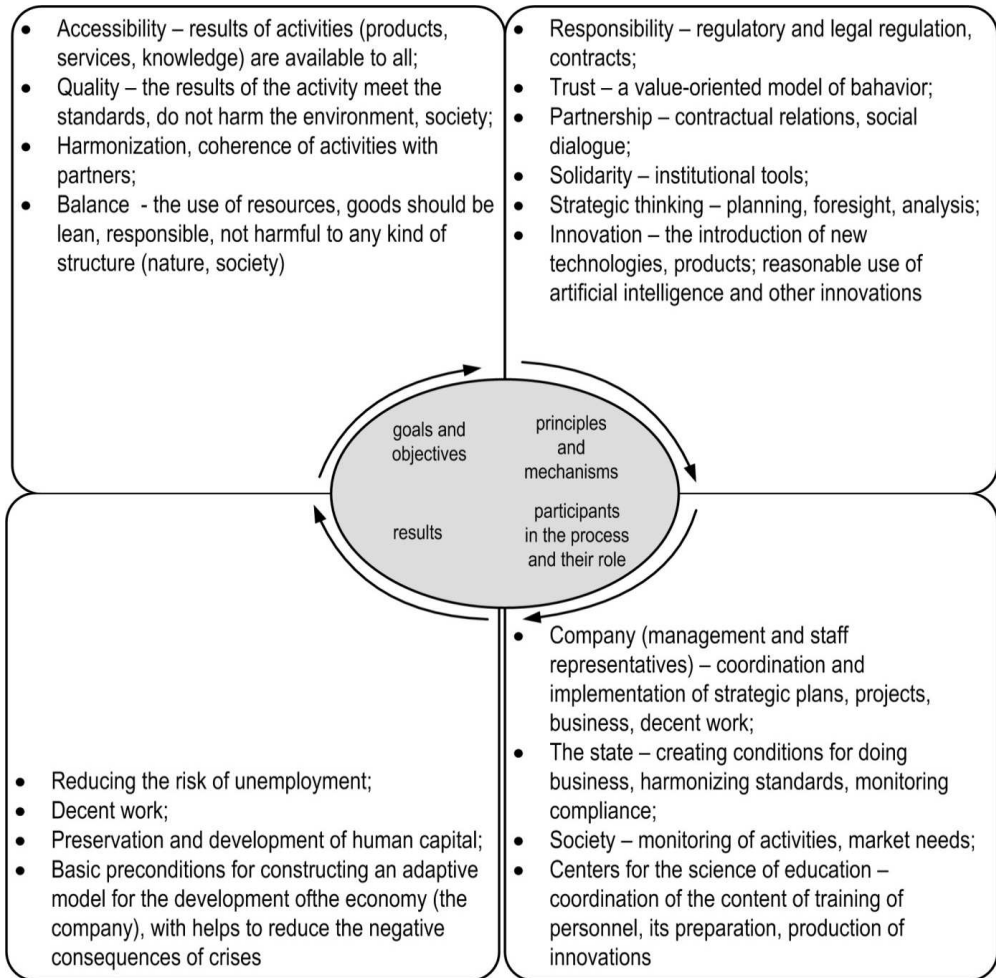 • Accessibility – results of activities (products,
services, knowledge) are available to all;
• Quality – the results of the activity meet the
standards, do not harm the environment, society;
• Harmonization, coherence of activities with
partners;
• Balance - the use of resources, goods should be
lean, responsible, not harmful to any kind of
structure (nature, society)
• Responsibility – regulatory and legal regulation,
contracts;
• Trust – a value-oriented model of bahavior;
• Partnership – contractual relations, social
dialogue;
• Solidarity – institutional tools;
• Strategic thinking – planning, foresight, analysis;
• Innovation – the introduction of new
technologies, products; reasonable use of
artificial intelligence and other innovations
goals and
objectives
principles
and
mechanisms
results
participants
in the process
and their role
• Reducing the risk of unemployment;
• Decent work;
• Preservation and development of human capital;
• Basic preconditions for constructing an adaptive
model for the development ofthe economy (the
company), with helps to reduce the negative
consequences of crises
• Company (management and staff
representatives) – coordination and
implementation of strategic plans, projects,
business, decent work;
• The state – creating conditions for doing
business, harmonizing standards, monitoring
compliance;
• Society – monitoring of activities, market needs;
• Centers for the science of education –
coordination of the content of training of
personnel, its preparation, production of
innovations